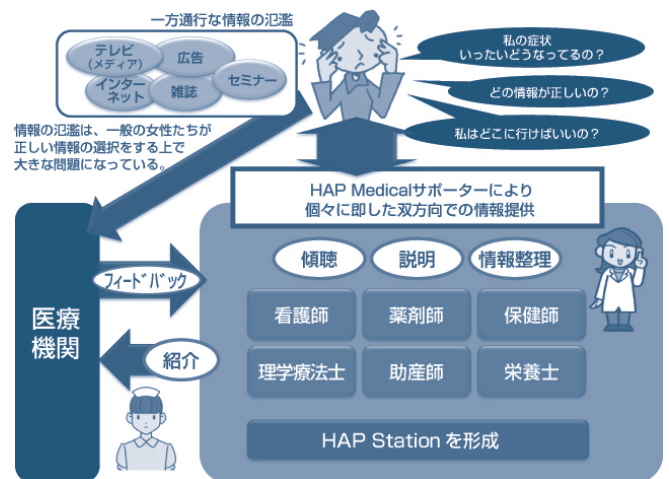 一方通行な情報の氾濫
テレビ
（メディア）
広告
インター
ネット
雑誌
セミナー
私の症状
いったいどうなってるの？
どの情報が正しいの？
私はどこに行けばいいの？
情報の氾濫は、一般の女性たちが
正しい情報の選択をする上で
大きな問題になっている。
HAP Medicalサポーターにより
個々に即した双方向での情報提供
医療
機関
フィードバック
紹介
傾聴
説明
情報整理
看護師
薬剤師
保健師
理学療法士
助産師
栄養士
HAP Station を形成